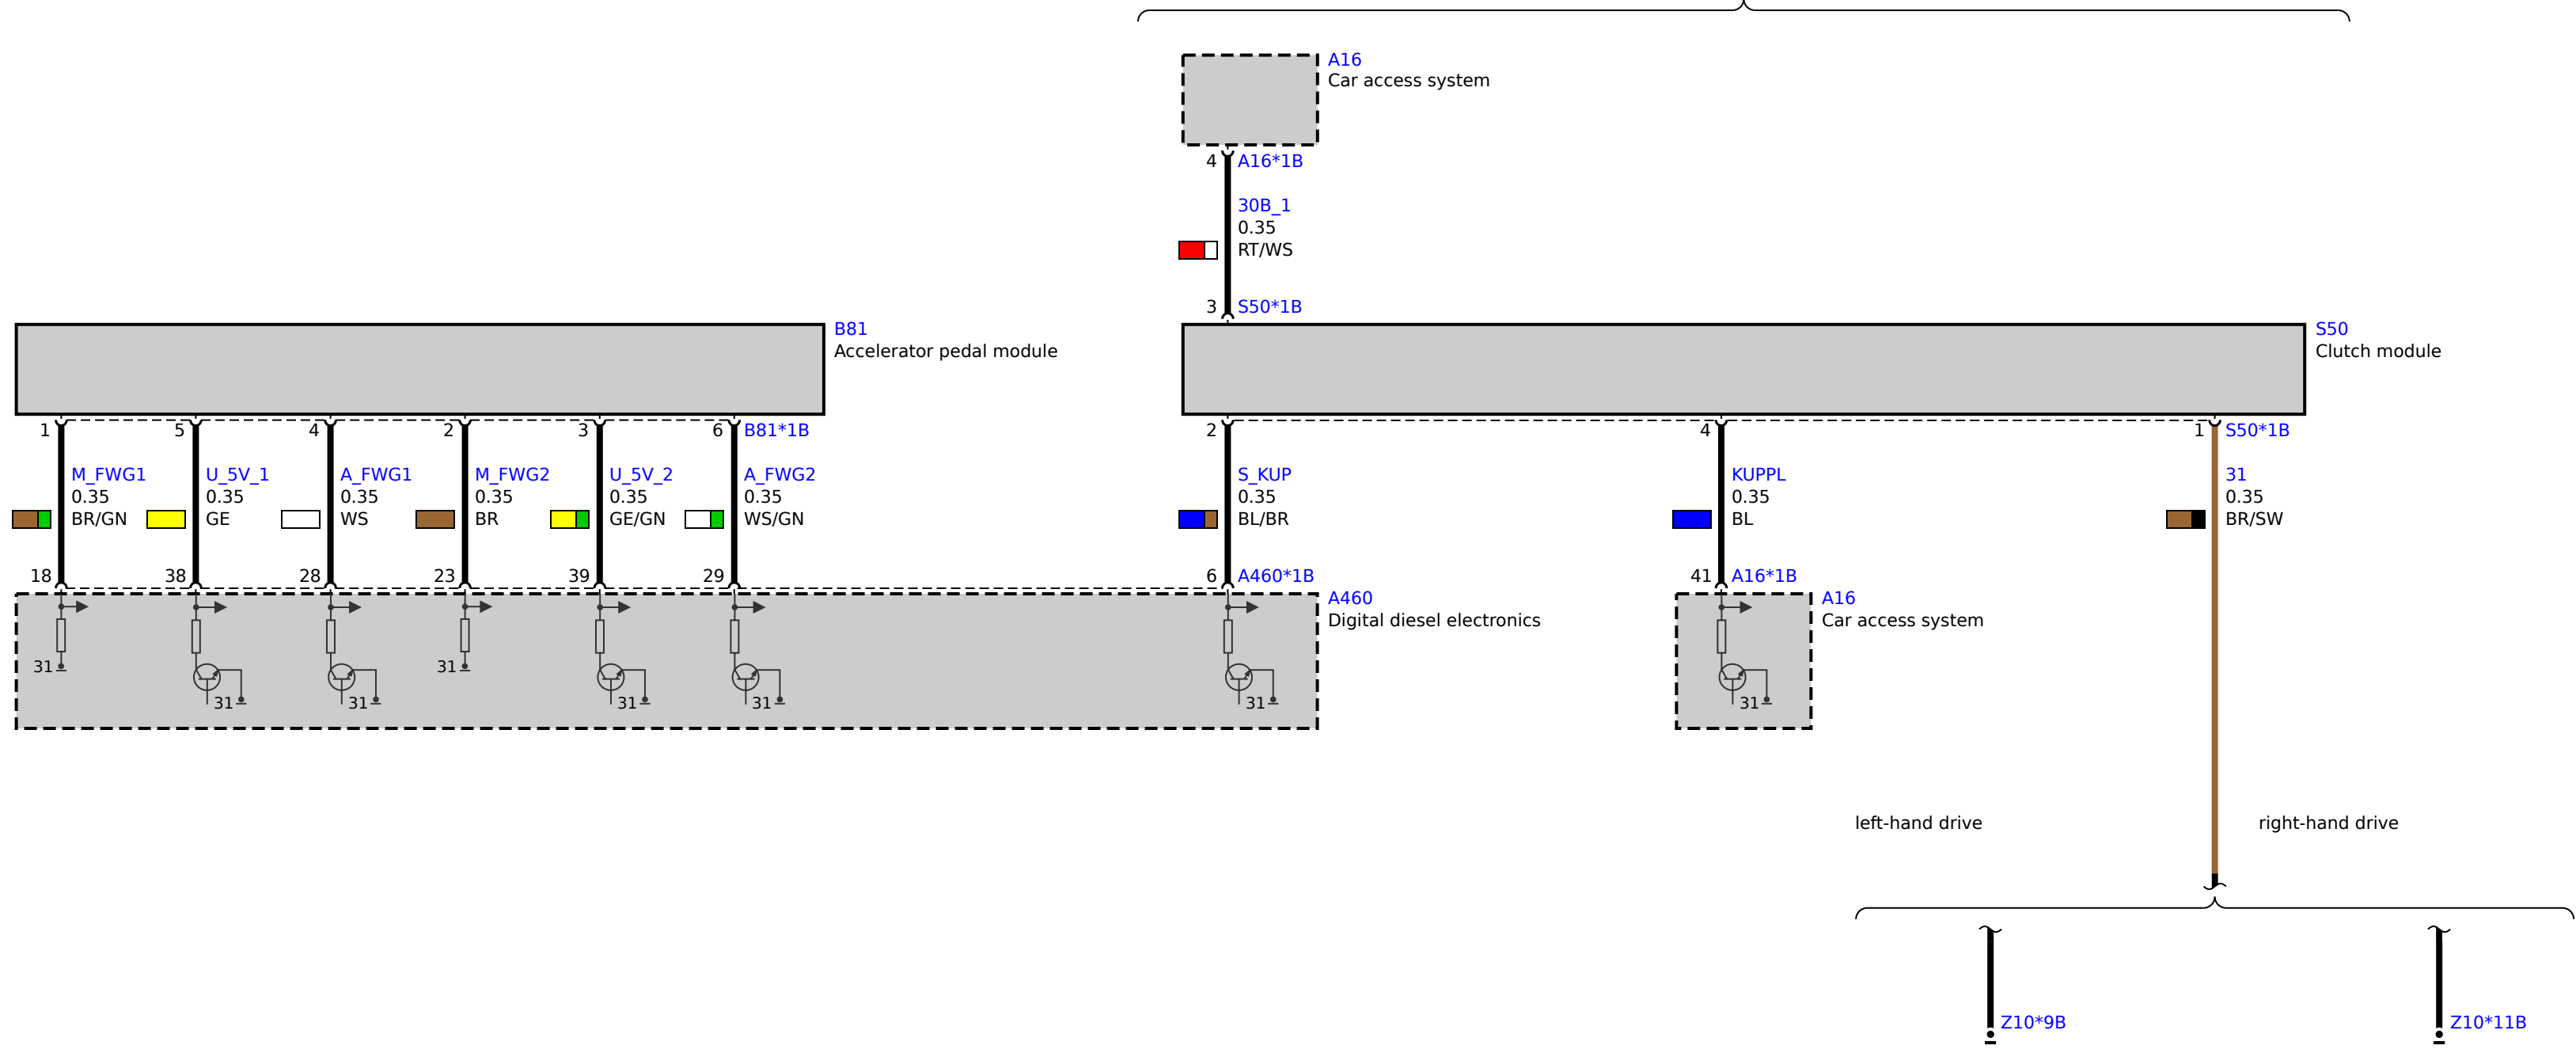 A16
Car access system
4 A16*1B
30B_1
0.35
RT/WS
3 S50*1B
B81
Accelerator pedal module
S50
Clutch module
1 5 4 2 3 6 B81*1B 2 4 1 S50*1B
M_FWG1 U_5V_1 A_FWG1 M_FWG2 U_5V_2 A_FWG2 S_KUP KUPPL 31
0.35 0.35 0.35 0.35 0.35 0.35 0.35 0.35 0.35
BR/GN GE WS BR GE/GN WS/GN BL/BR BL BR/SW
18 38 28 23 39 29 6 A460*1B 41 A16*1B
A460 A16
Digital diesel electronics Car access system
31 31
31 31 31 31 31 31
left-hand drive right-hand drive
Z10*9B Z10*11B